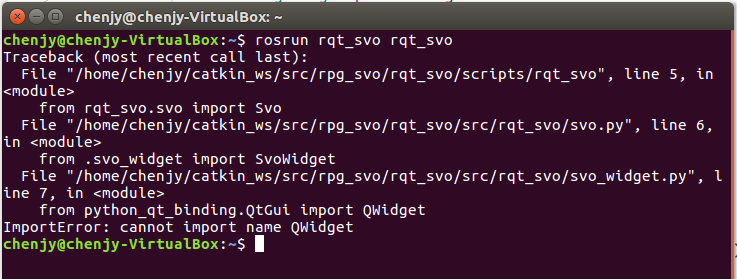 chenjy@chenjy-VirtualBox: ~
chenjy@chenjy-VirtualBox:~$ rosrun rqt_svo rqt_svo
Traceback (most recent call last):
  File "/home/chenjy/catkin_ws/src/rpg_svo/rqt_svo/scripts/rqt_svo", line 5, in
<module>
    from rqt_svo.svo import Svo
  File "/home/chenjy/catkin_ws/src/rpg_svo/rqt_svo/src/rqt_svo/svo.py", line 6,
in <module>
    from .svo_widget import SvoWidget
  File "/home/chenjy/catkin_ws/src/rpg_svo/rqt_svo/src/rqt_svo/svo_widget.py", l
ine 7, in <module>
    from python_qt_binding.QtGui import QWidget
ImportError: cannot import name QWidget
chenjy@chenjy-VirtualBox:~$